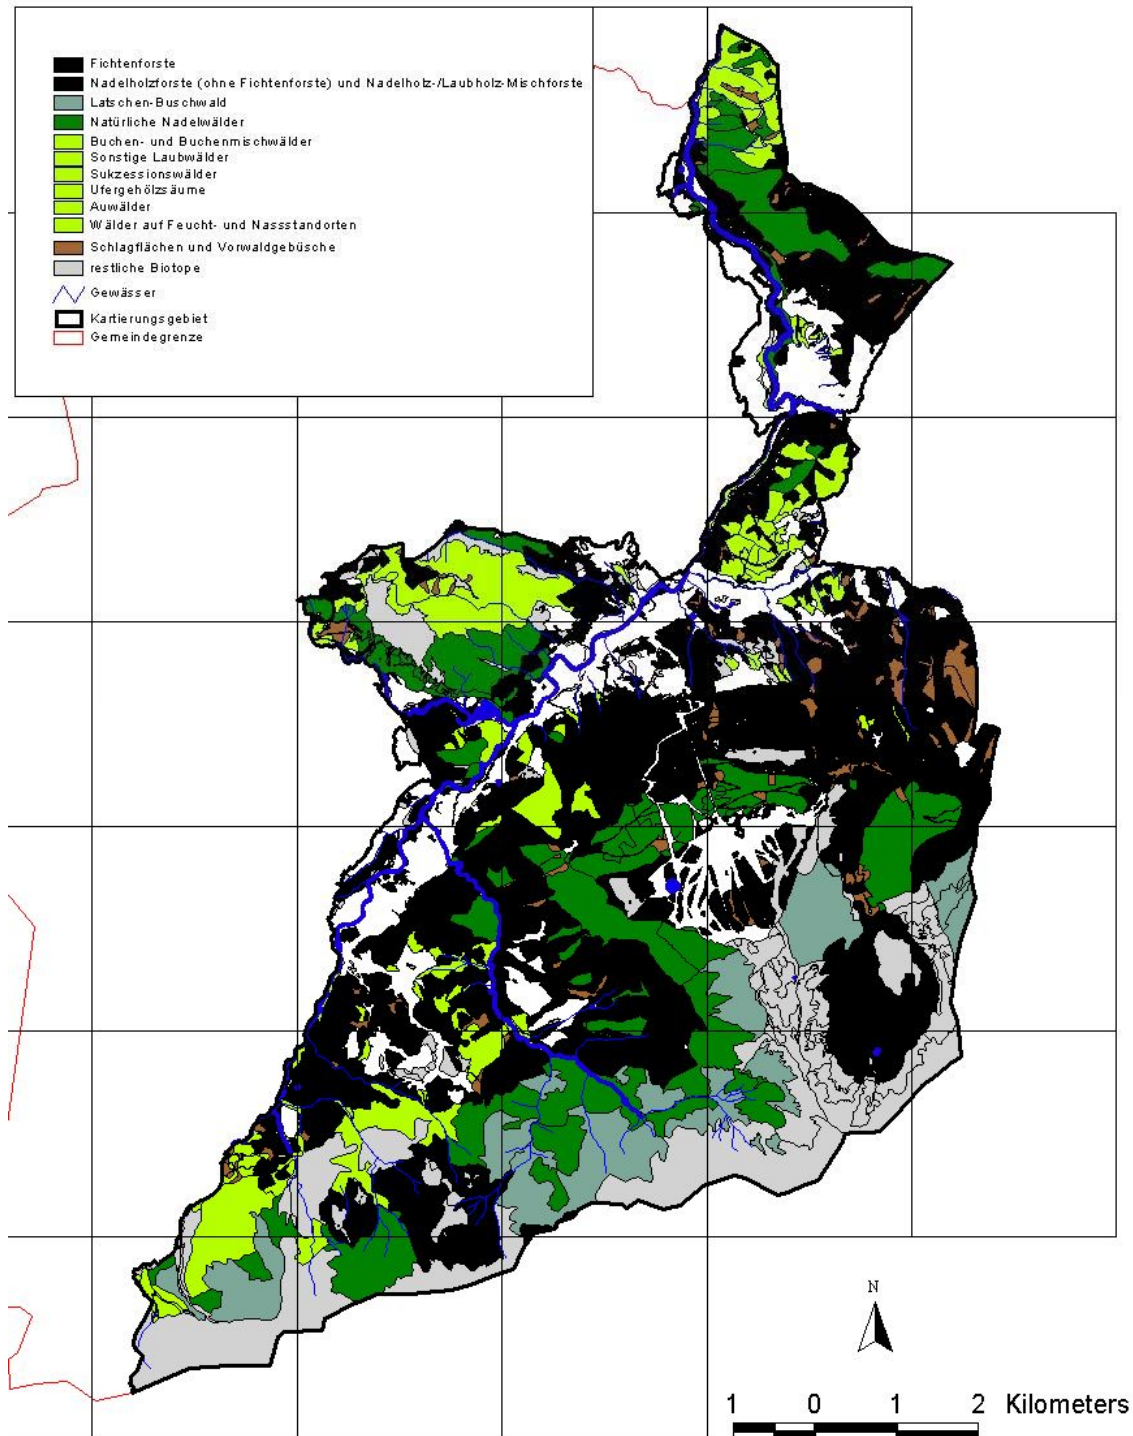 Fichtenforste
Nadelholzforste (ohne Fichtenforste) und Nadelholz-/Laubholz-Mischforste
Latschen-Buschwald
Natürliche Nadelwälder
Buchen- und Buchenmischwälder
Sonstige Laubwälder
Sukzessionswälder
Ufergehölzsäume
Auwälder
Wälder auf Feucht- und Nassstandorten
Schlagflächen und Vorwaldgebüsche
restliche Biotope
Gewässer
Kartierungsgebiet
Gemeindegrenze
N
1 0 1 2 Kilometers